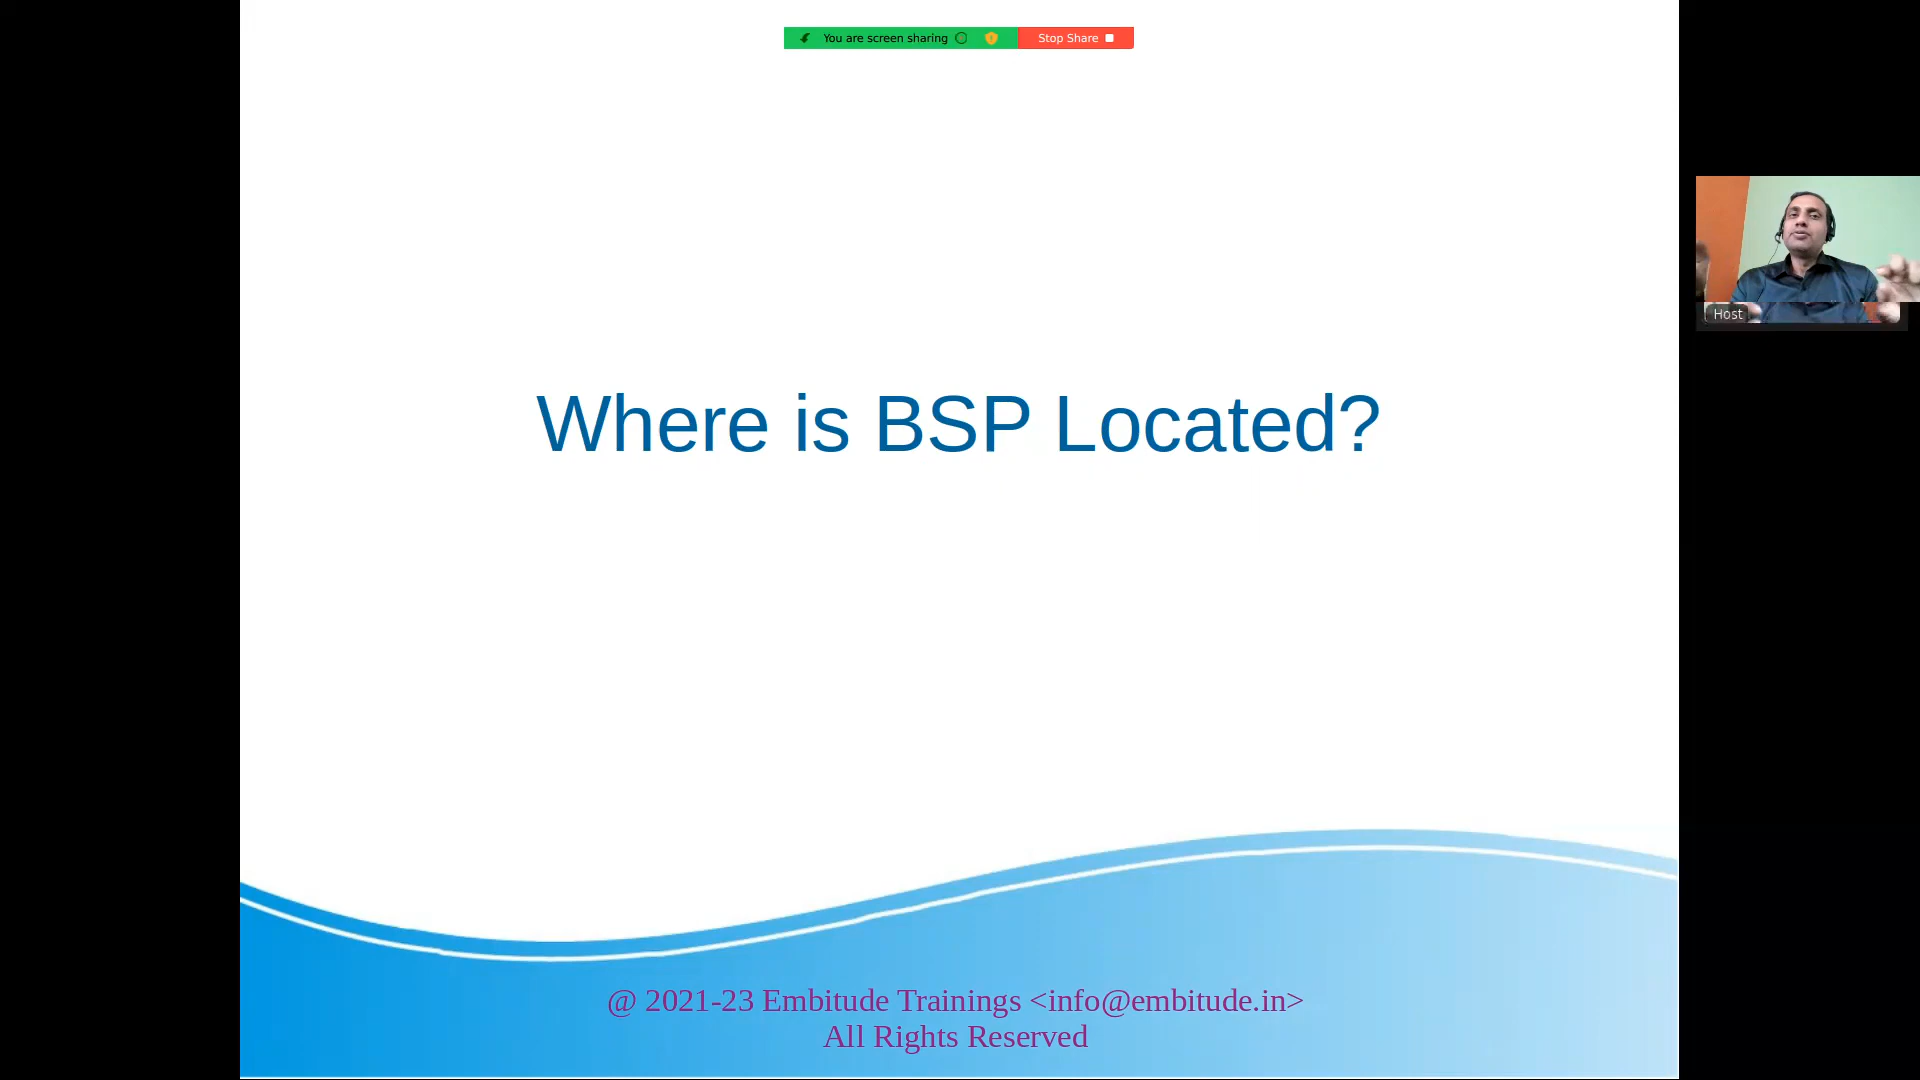 You are screen sharing
Stop Share
Host
Where is BSP Located?
@ 2021-23 Embitude Trainings <info@embitude.in>
All Rights Reserved